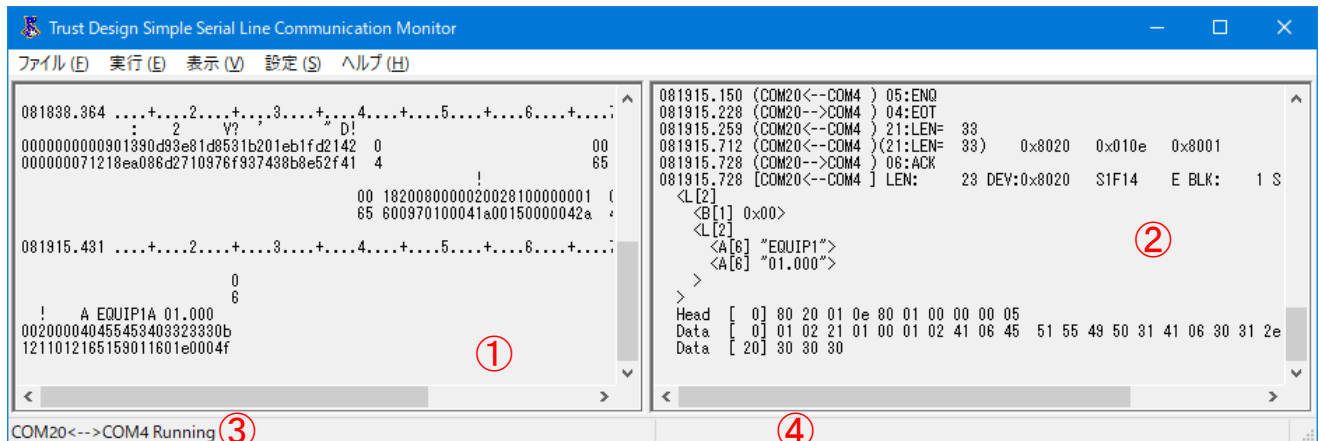 Trust Design Simple Serial Line Communication Monitor
ファイル (F) 実行 (E) 表示 (V) 設定 (S) ヘルプ (H)
081838.364 ....+....2....+....3....+....4....+....5....+....6....+....7
: 2 V? ' " D!
0000000000901390d93e81d8531b201eb1fd2142 0 00
000000071218ea086d2710976f937438b8e52f41 4 65
!
00 1820080000020028100000001 0
65 600970100041a00150000042a 4
081915.431 ....+....2....+....3....+....4....+....5....+....6....+....7
0
6
! A EQUIP1A 01.000
002000040455453403323330b
1211012165159011601e0004f
①
081915.150 (COM20<--COM4 ) 05:ENQ
081915.228 (COM20-->COM4 ) 04:EOT
081915.259 (COM20<--COM4 ) 21:LEN= 33
081915.712 (COM20<--COM4 )(21:LEN= 33) 0x8020 0x010e 0x8001
081915.728 (COM20-->COM4 ) 06:ACK
081915.728 [COM20<--COM4 ] LEN: 23 DEV:0x8020 S1F14 E BLK: 1 S
<L[2]
<B[1] 0x00>
<L[2]
<A[6] "EQUIP1">
<A[6] "01.000">
>
>
②
Head [ 0] 80 20 01 0e 80 01 00 00 00 05
Data [ 0] 01 02 21 01 00 01 02 41 06 45 51 55 49 50 31 41 06 30 31 2e
Data [ 20] 30 30 30
COM20<-->COM4 Running ③
④